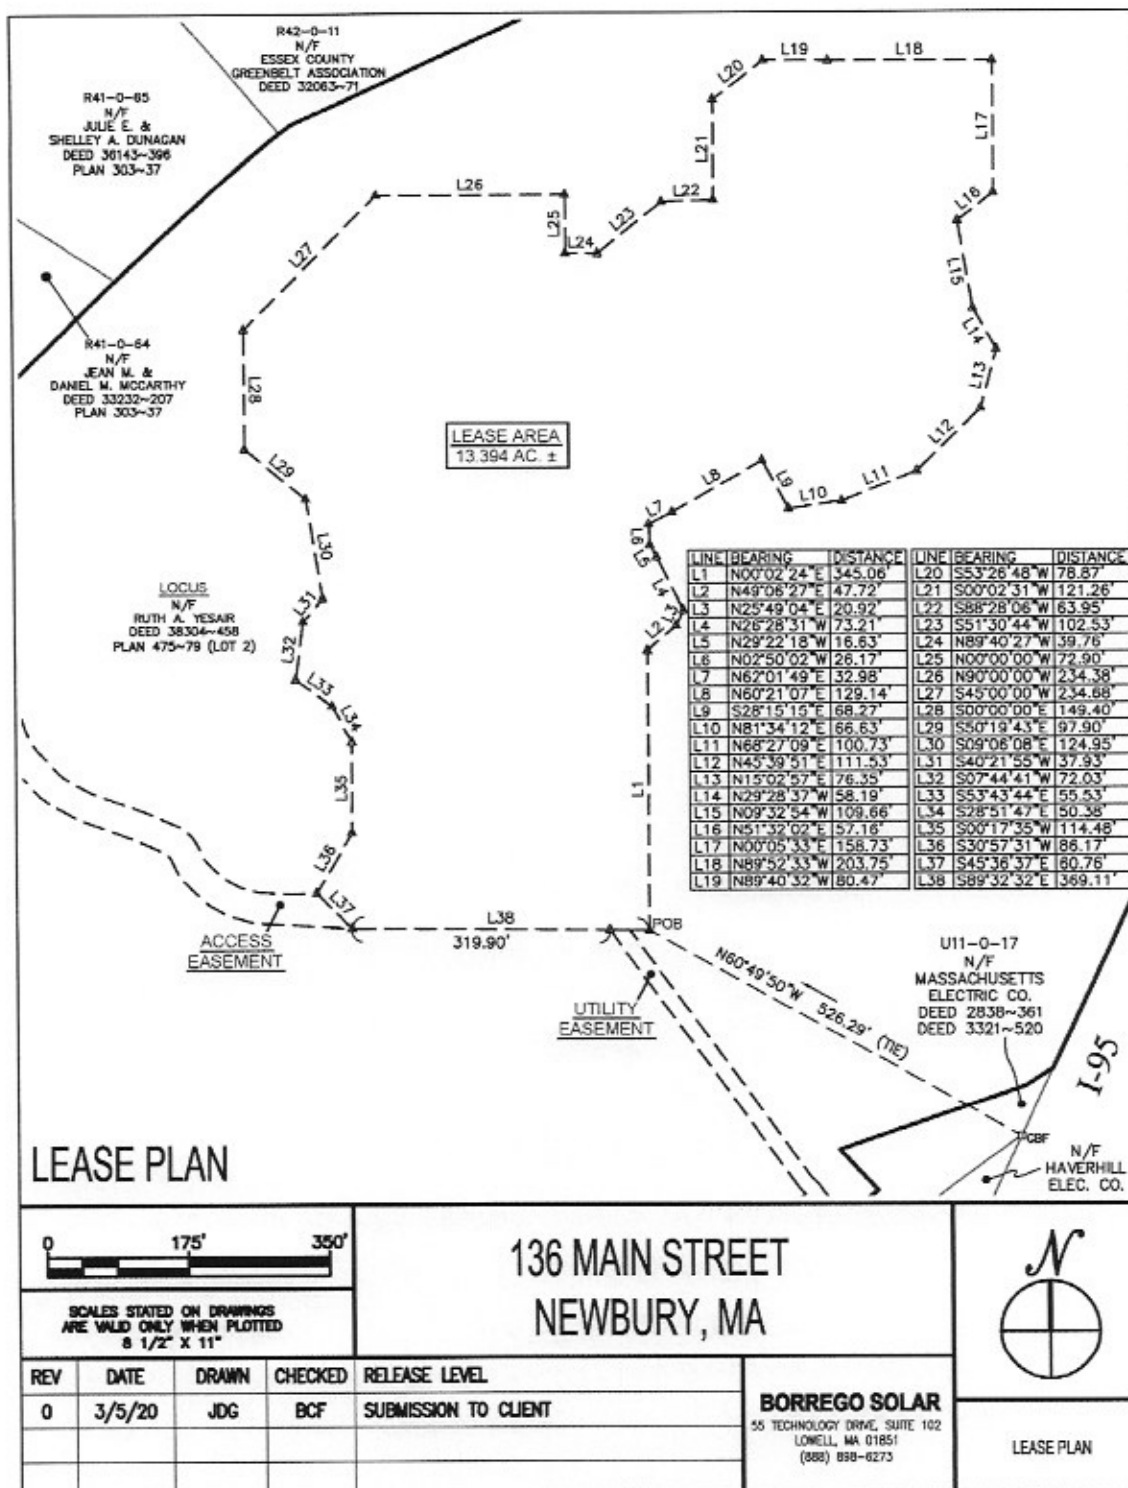 R42-0-11
N/F
ESSEX COUNTY
GREENBELT ASSOCIATION
DEED 32063~71
R41-0-65
N/F
JULIE E. &
SHELLEY A. DUNAGAN
DEED 36143~396
PLAN 303~37
R41-0-64
N/F
JEAN M. &
DANIEL M. MCCARTHY
DEED 33232~207
PLAN 303~37
L19
L18
L20
L21
L17
L26
L22
L16
L25
L23
L24
L27
L15
L14
L28
L13
L12
LEASE AREA
13.394 AC. ±
L29
L8
L9
L11
L10
L7
L6
L5
L30
L4
L31
L3
L2
L32
L33
L34
L35
L1
L36
L37
LOCUS
N/F
RUTH A. YESAIR
DEED 38304~458
PLAN 475~79 (LOT 2)
LINE BEARING DISTANCE LINE BEARING DISTANCE
L1 N00°02'24"E 345.06' L20 S53°26'48"W 78.87'
L2 N49°06'27"E 47.72' L21 S00°02'31"W 121.26'
L3 N25°49'04"E 20.92' L22 S88°28'06"W 63.95'
L4 N26°28'31"W 73.21' L23 S51°30'44"W 102.53'
L5 N29°22'18"W 16.63' L24 N89°40'27"W 39.76'
L6 N02°50'02"W 26.17' L25 N00°00'00"W 72.90'
L7 N62°01'49"E 32.98' L26 N90°00'00"W 234.38'
L8 N60°21'07"E 129.14' L27 S45°00'00"W 234.68'
L9 S28°15'15"E 68.27' L28 S00°00'00"E 149.40'
L10 N81°34'12"E 66.63' L29 S50°19'43"E 97.90'
L11 N68°27'09"E 100.73' L30 S09°06'08"E 124.95'
L12 N45°39'51"E 111.53' L31 S40°21'55"W 37.93'
L13 N15°02'57"E 76.35' L32 S07°44'41"W 72.03'
L14 N29°28'37"W 58.19' L33 S53°43'44"E 55.53'
L15 N09°32'54"W 109.66' L34 S28°51'47"E 50.38'
L16 N51°32'02"E 57.16' L35 S00°17'35"W 114.48'
L17 N00°05'33"E 158.73' L36 S30°57'31"W 86.17'
L18 N89°52'33"W 203.75' L37 S45°36'37"E 60.76'
L19 N89°40'32"W 80.47' L38 S89°32'32"E 369.11'
L38
319.90'
POB
ACCESS
EASEMENT
UTILITY
EASEMENT
N60°49'50"W 526.29' (TIE)
U11-0-17
N/F
MASSACHUSETTS
ELECTRIC CO.
DEED 2838~361
DEED 3321~520
I-95
CBF
N/F
HAVERHILL
ELEC. CO.
LEASE PLAN
0 175' 350'
SCALES STATED ON DRAWINGS
ARE VALID ONLY WHEN PLOTTED
8 1/2" X 11"
136 MAIN STREET
NEWBURY, MA
N
REV DATE DRAWN CHECKED RELEASE LEVEL
0 3/5/20 JDG BCF SUBMISSION TO CLIENT
BORREGO SOLAR
55 TECHNOLOGY DRIVE, SUITE 102
LOWELL, MA 01851
(888) 898-6273
LEASE PLAN